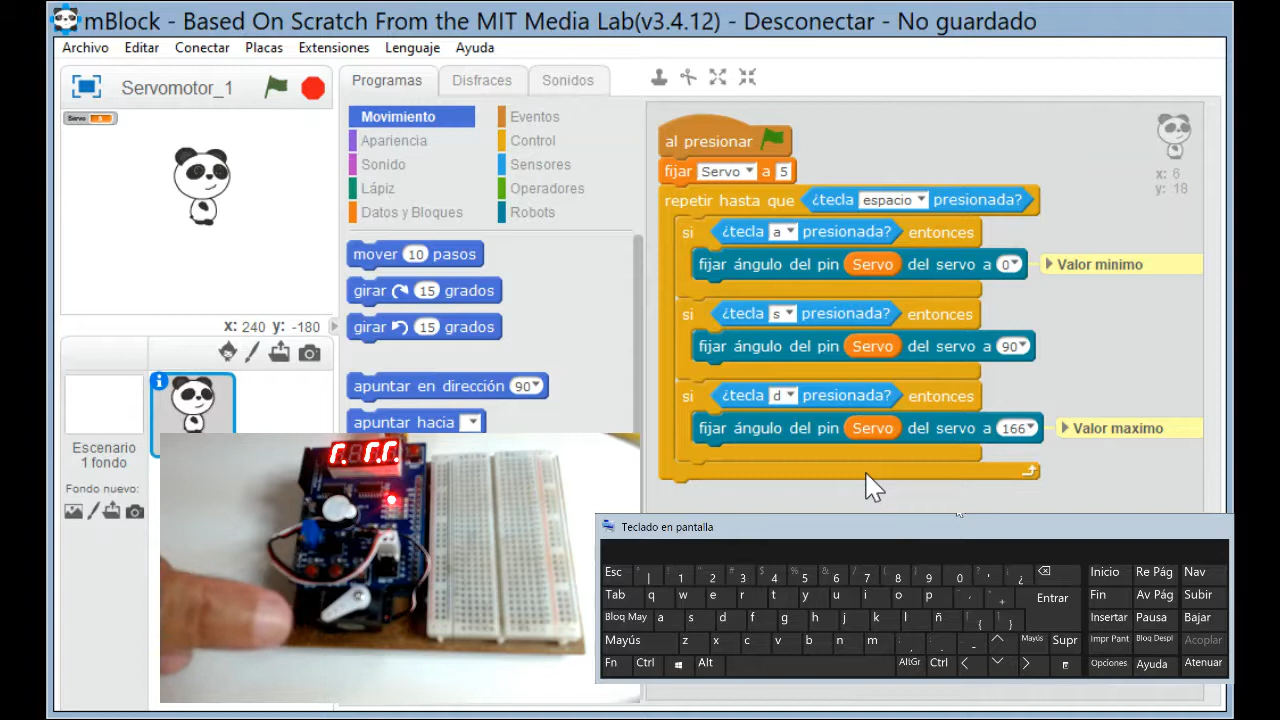 mBlock - Based On Scratch From the MIT Media Lab(v3.4.12) - Desconectar - No guardado
Archivo Editar Conectar Placas Extensiones Lenguaje Ayuda
Servomotor_1
Servo 5
x: 240 y: -180
Escenario
1 fondo
Fondo nuevo:
Programas Disfraces Sonidos
Movimiento Eventos
Apariencia Control
Sonido Sensores
Lápiz Operadores
Datos y Bloques Robots
mover 10 pasos
girar 15 grados
girar 15 grados
apuntar en dirección 90
apuntar hacia
al presionar
fijar Servo a 5
repetir hasta que ¿tecla espacio presionada?
si ¿tecla a presionada? entonces
fijar ángulo del pin Servo del servo a 0 Valor minimo
si ¿tecla s presionada? entonces
fijar ángulo del pin Servo del servo a 90
si ¿tecla d presionada? entonces
fijar ángulo del pin Servo del servo a 166 Valor maximo
x: 6
y: 18
Teclado en pantalla
Esc ° | ! 1 " 2 # 3 $ 4 % 5 & 6 / 7 ( 8 ) 9 = 0 ? ' ¡ ¿ Inicio Re Pág Nav
Tab q w e r t y u i o p Entrar Fin Av Pág Subir
Bloq May a s d f g h j k l ñ { } Insertar Pausa Bajar
Mayús z x c v b n m Mayús Supr Impr Pant Bloq Despl Acoplar
Fn Ctrl Alt AltGr Ctrl Opciones Ayuda Atenuar